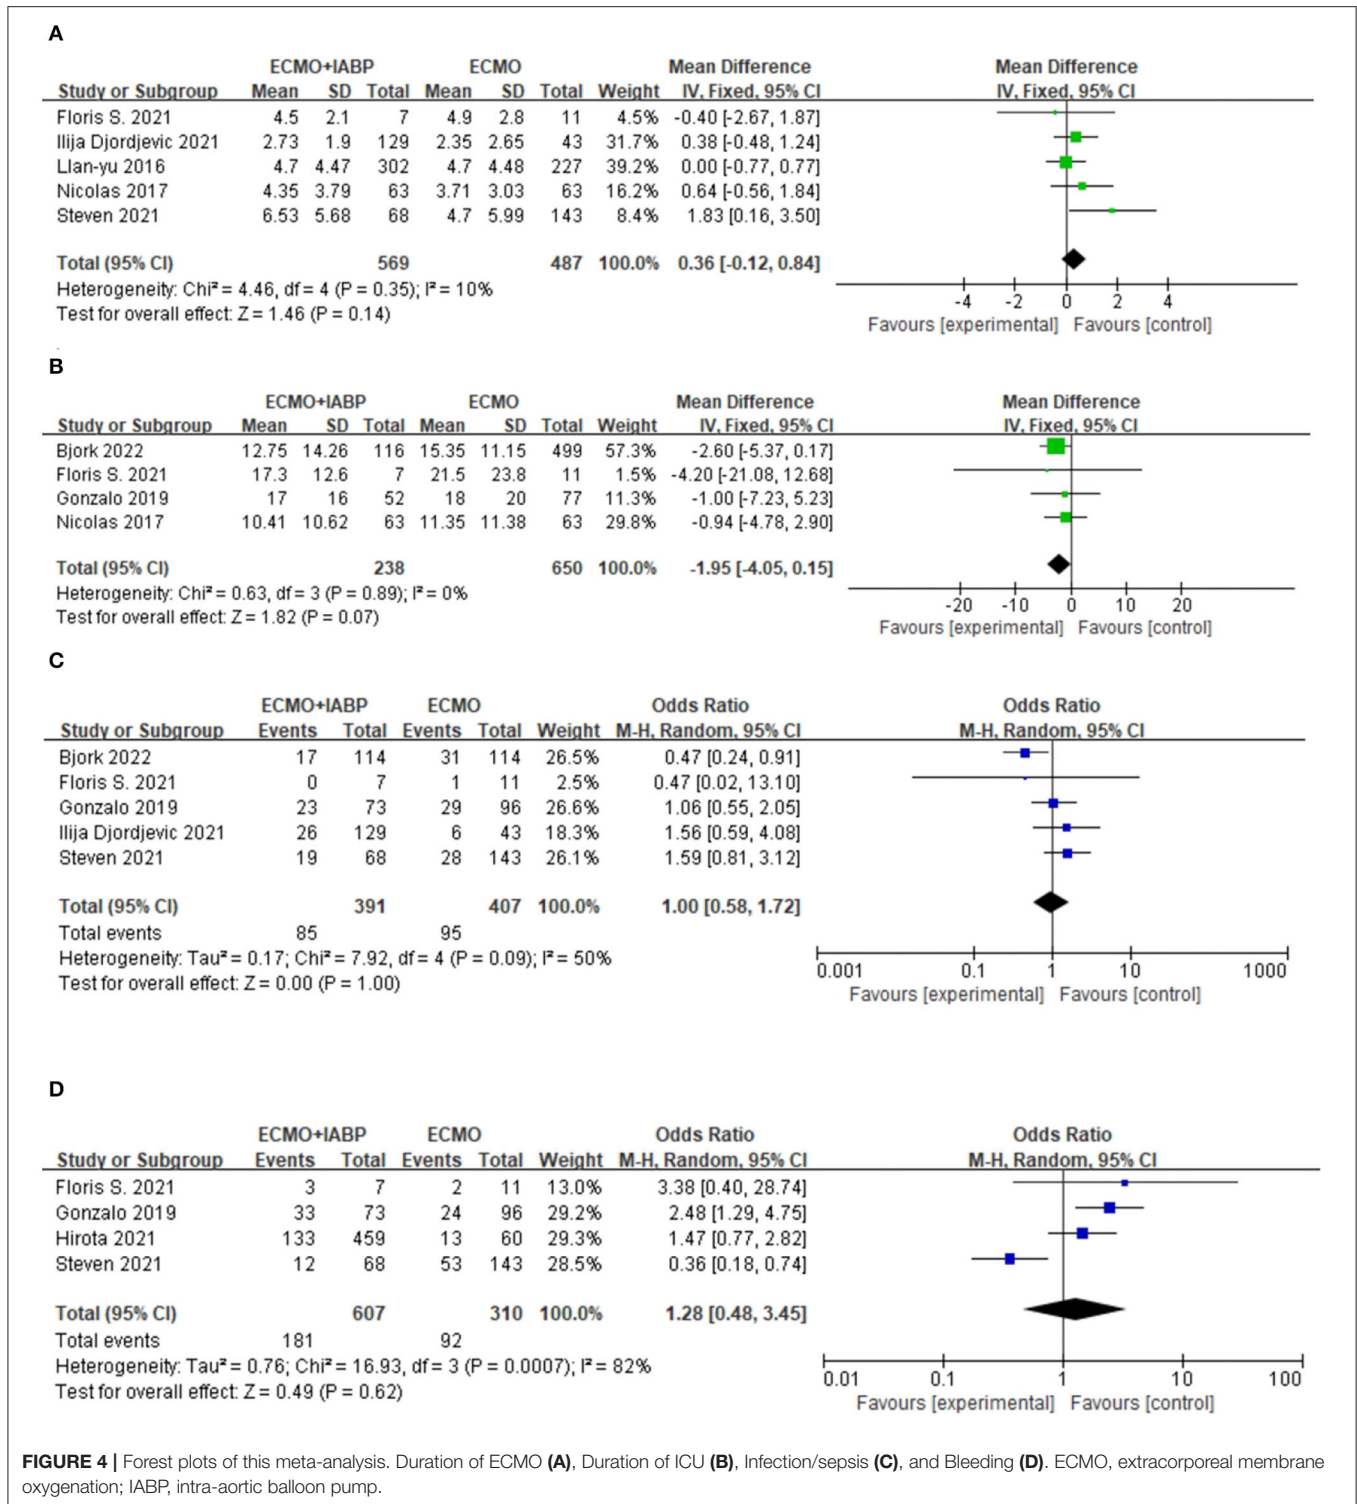 A
ECMO+IABP ECMO Mean Difference Mean Difference
Study or Subgroup Mean SD Total Mean SD Total Weight IV, Fixed, 95% CI IV, Fixed, 95% CI
Floris S. 2021 4.5 2.1 7 4.9 2.8 11 4.5% -0.40 [-2.67, 1.87]
Ilija Djordjevic 2021 2.73 1.9 129 2.35 2.65 43 31.7% 0.38 [-0.48, 1.24]
Llan-yu 2016 4.7 4.47 302 4.7 4.48 227 39.2% 0.00 [-0.77, 0.77]
Nicolas 2017 4.35 3.79 63 3.71 3.03 63 16.2% 0.64 [-0.56, 1.84]
Steven 2021 6.53 5.68 68 4.7 5.99 143 8.4% 1.83 [0.16, 3.50]
Total (95% CI) 569 487 100.0% 0.36 [-0.12, 0.84]
Heterogeneity: Chi² = 4.46, df = 4 (P = 0.35); I² = 10%
Test for overall effect: Z = 1.46 (P = 0.14)
-4 -2 0 2 4
Favours [experimental] Favours [control]
B
ECMO+IABP ECMO Mean Difference Mean Difference
Study or Subgroup Mean SD Total Mean SD Total Weight IV, Fixed, 95% CI IV, Fixed, 95% CI
Bjork 2022 12.75 14.26 116 15.35 11.15 499 57.3% -2.60 [-5.37, 0.17]
Floris S. 2021 17.3 12.6 7 21.5 23.8 11 1.5% -4.20 [-21.08, 12.68]
Gonzalo 2019 17 16 52 18 20 77 11.3% -1.00 [-7.23, 5.23]
Nicolas 2017 10.41 10.62 63 11.35 11.38 63 29.8% -0.94 [-4.78, 2.90]
Total (95% CI) 238 650 100.0% -1.95 [-4.05, 0.15]
Heterogeneity: Chi² = 0.63, df = 3 (P = 0.89); I² = 0%
Test for overall effect: Z = 1.82 (P = 0.07)
-20 -10 0 10 20
Favours [experimental] Favours [control]
C
ECMO+IABP ECMO Odds Ratio Odds Ratio
Study or Subgroup Events Total Events Total Weight M-H, Random, 95% CI M-H, Random, 95% CI
Bjork 2022 17 114 31 114 26.5% 0.47 [0.24, 0.91]
Floris S. 2021 0 7 1 11 2.5% 0.47 [0.02, 13.10]
Gonzalo 2019 23 73 29 96 26.6% 1.06 [0.55, 2.05]
Ilija Djordjevic 2021 26 129 6 43 18.3% 1.56 [0.59, 4.08]
Steven 2021 19 68 28 143 26.1% 1.59 [0.81, 3.12]
Total (95% CI) 391 407 100.0% 1.00 [0.58, 1.72]
Total events 85 95
Heterogeneity: Tau² = 0.17; Chi² = 7.92, df = 4 (P = 0.09); I² = 50%
Test for overall effect: Z = 0.00 (P = 1.00)
0.001 0.1 1 10 1000
Favours [experimental] Favours [control]
D
ECMO+IABP ECMO Odds Ratio Odds Ratio
Study or Subgroup Events Total Events Total Weight M-H, Random, 95% CI M-H, Random, 95% CI
Floris S. 2021 3 7 2 11 13.0% 3.38 [0.40, 28.74]
Gonzalo 2019 33 73 24 96 29.2% 2.48 [1.29, 4.75]
Hirota 2021 133 459 13 60 29.3% 1.47 [0.77, 2.82]
Steven 2021 12 68 53 143 28.5% 0.36 [0.18, 0.74]
Total (95% CI) 607 310 100.0% 1.28 [0.48, 3.45]
Total events 181 92
Heterogeneity: Tau² = 0.76; Chi² = 16.93, df = 3 (P = 0.0007); I² = 82%
Test for overall effect: Z = 0.49 (P = 0.62)
0.01 0.1 1 10 100
Favours [experimental] Favours [control]
FIGURE 4 | Forest plots of this meta-analysis. Duration of ECMO (A), Duration of ICU (B), Infection/sepsis (C), and Bleeding (D). ECMO, extracorporeal membrane
oxygenation; IABP, intra-aortic balloon pump.